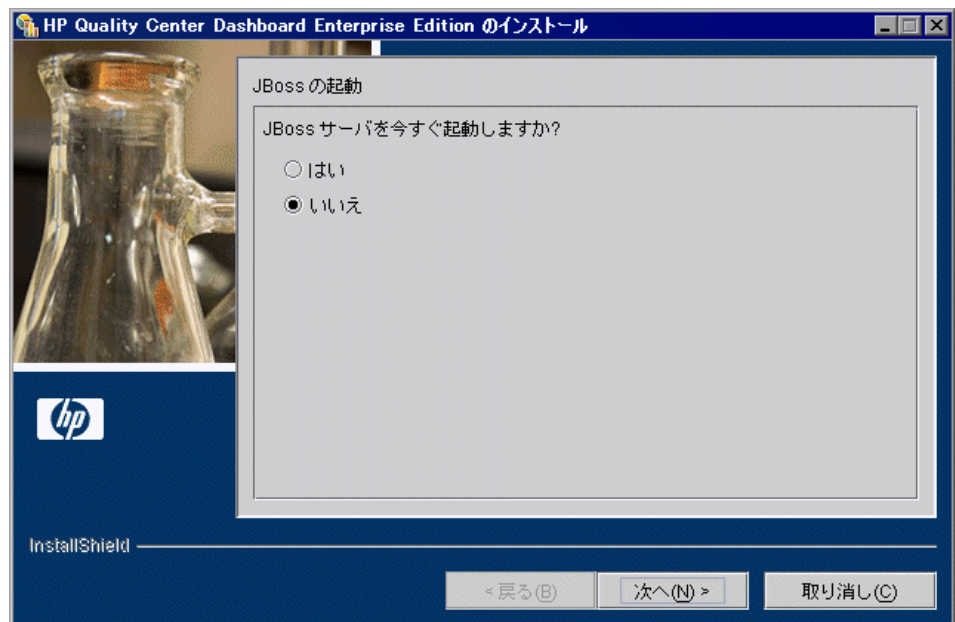 HP Quality Center Dashboard Enterprise Edition のインストール
JBoss の起動
JBoss サーバを今すぐ起動しますか?
はい
いいえ
hp
InstallShield
< 戻る(B)
次へ(N) >
取り消し(C)